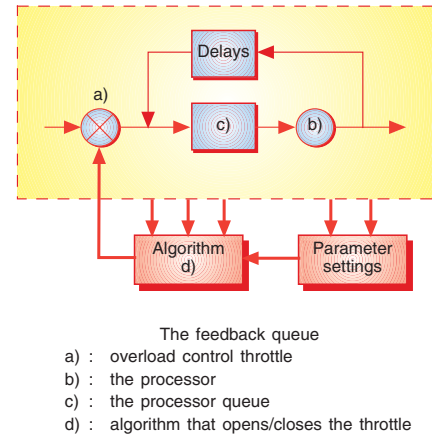 Delays
a)
c)
b)
Algorithm
d)
Parameter
settings
The feedback queue
a) : overload control throttle
b) : the processor
c) : the processor queue
d) : algorithm that opens/closes the throttle